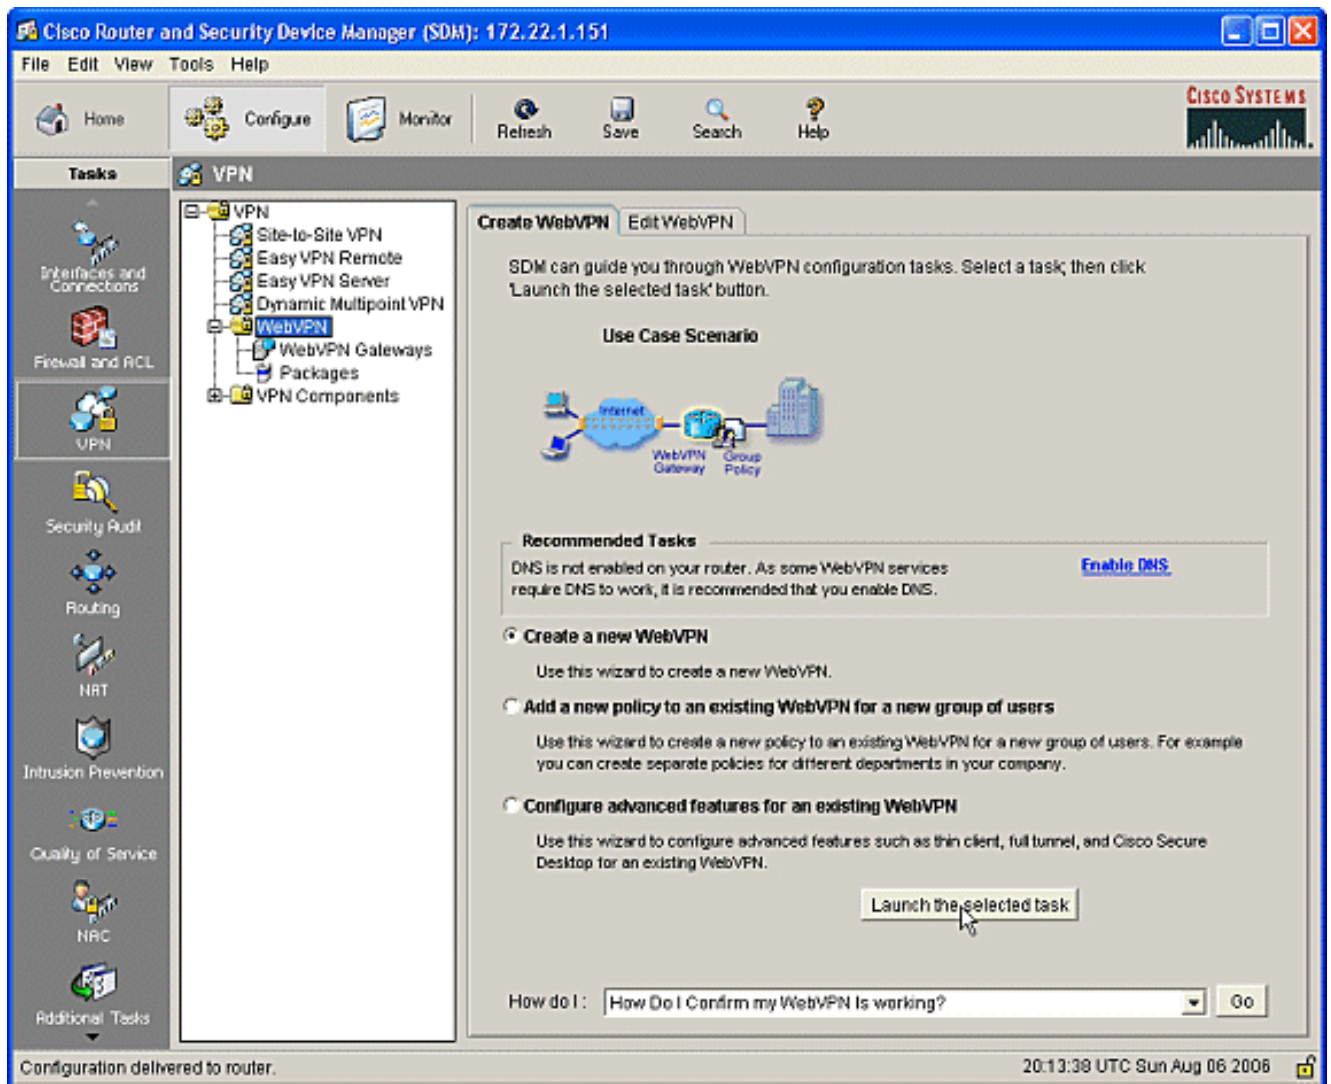 Cisco Router and Security Device Manager (SDM): 172.22.1.151
File Edit View Tools Help
Home
Configure
Monitor
Refresh
Save
Search
Help
CISCO SYSTEMS
Tasks
VPN
Interfaces and
Connections
Firewall and ACL
VPN
Security Audit
Routing
NAT
Intrusion Prevention
Quality of Service
NAC
Additional Tasks
VPN
Site-to-Site VPN
Easy VPN Remote
Easy VPN Server
Dynamic Multipoint VPN
WebVPN
WebVPN Gateways
Packages
VPN Components
Create WebVPN
Edit WebVPN
SDM can guide you through WebVPN configuration tasks. Select a task; then click
'Launch the selected task' button.
Use Case Scenario
Internet
WebVPN
Gateway
Group
Policy
Recommended Tasks
DNS is not enabled on your router. As some WebVPN services
require DNS to work, it is recommended that you enable DNS.
Enable DNS
Create a new WebVPN
Use this wizard to create a new WebVPN.
Add a new policy to an existing WebVPN for a new group of users
Use this wizard to create a new policy to an existing WebVPN for a new group of users. For example
you can create separate policies for different departments in your company.
Configure advanced features for an existing WebVPN
Use this wizard to configure advanced features such as thin client, full tunnel, and Cisco Secure
Desktop for an existing WebVPN.
Launch the selected task
How do I : How Do I Confirm my WebVPN Is working? Go
Configuration delivered to router.
20:13:38 UTC Sun Aug 06 2006